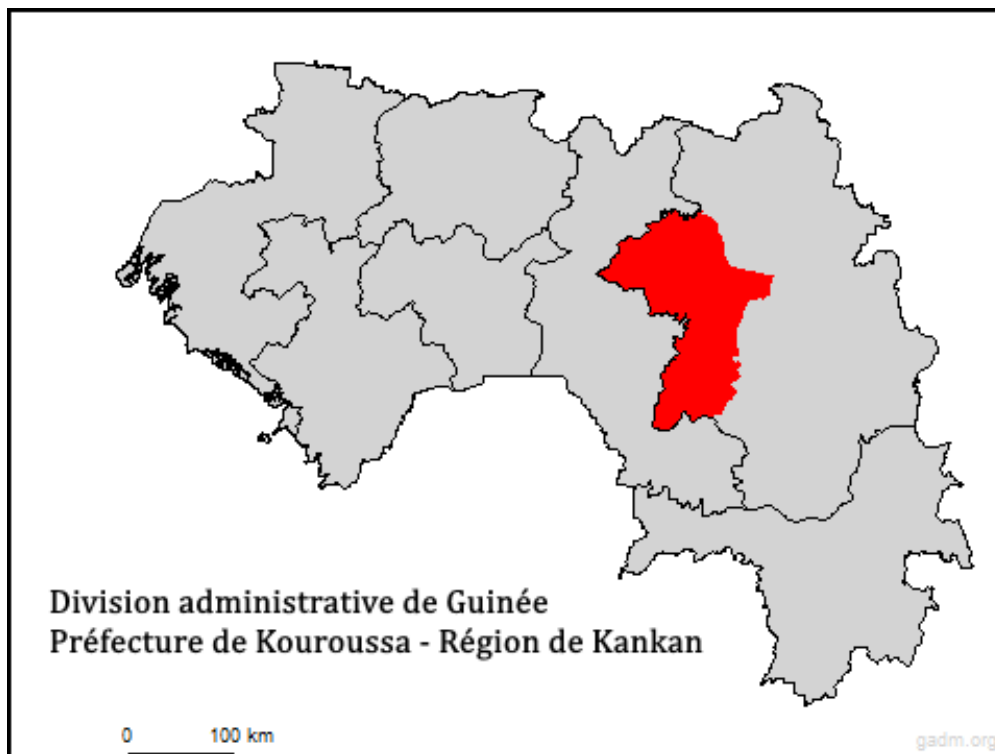 Division administrative de Guinée
Préfecture de Kouroussa - Région de Kankan
0 100 km
gadm.org